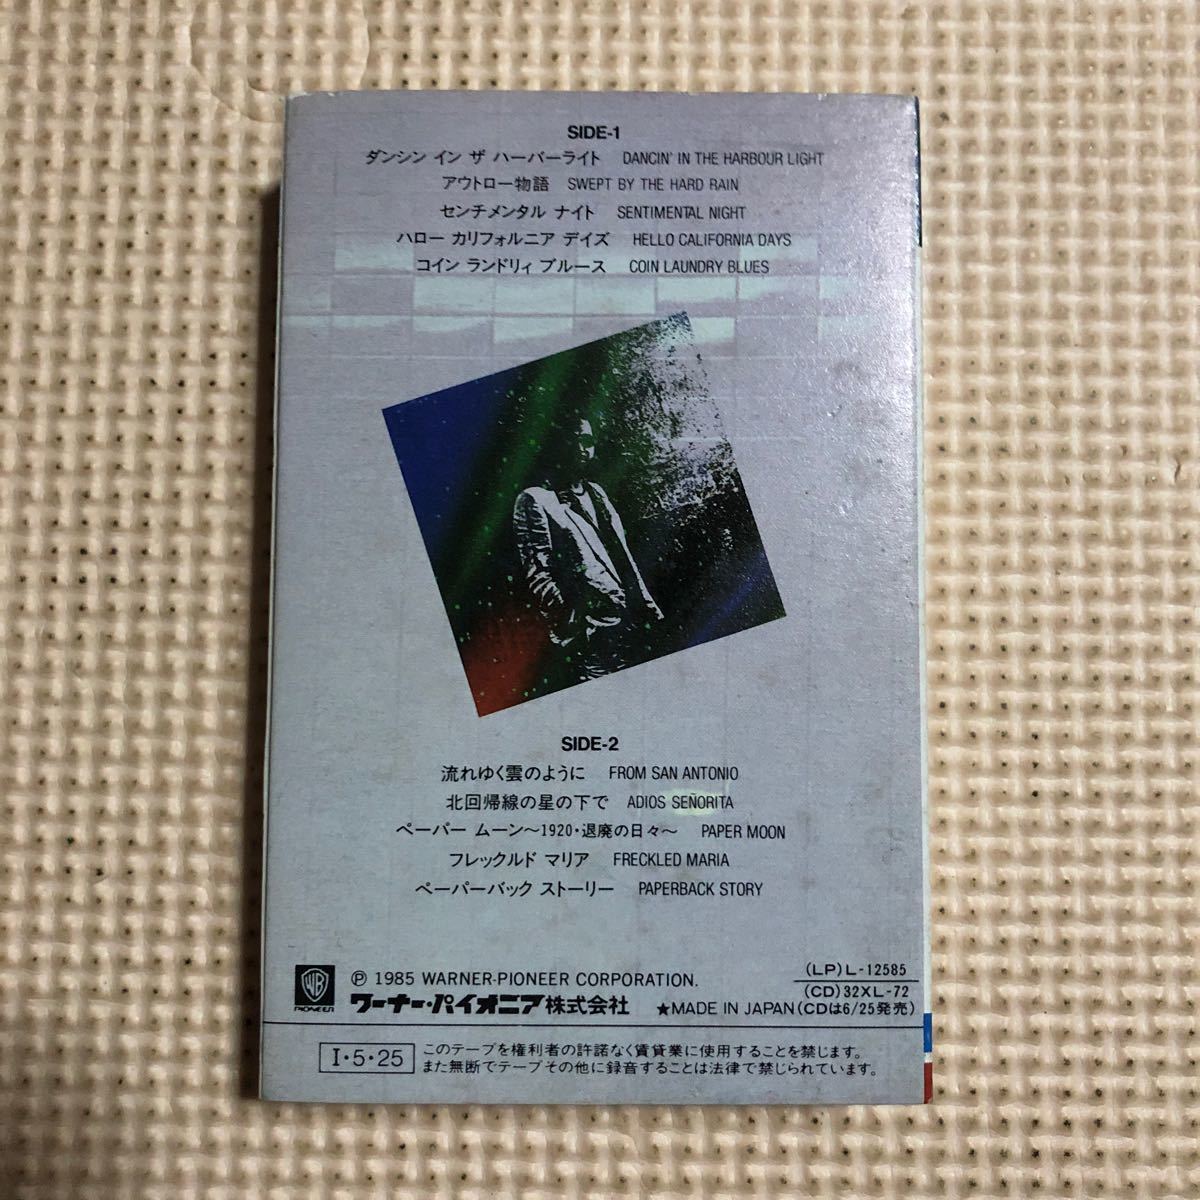 SIDE-1
ダンシン イン ザ ハーバーライト DANCIN' IN THE HARBOUR LIGHT
アウトロー物語 SWEPT BY THE HARD RAIN
センチメンタル ナイト SENTIMENTAL NIGHT
ハロー カリフォルニア デイズ HELLO CALIFORNIA DAYS
コイン ランドリィ ブルース COIN LAUNDRY BLUES
SIDE-2
流れゆく雲のように FROM SAN ANTONIO
北回帰線の星の下で ADIOS SEÑORITA
ペーパー ムーン〜1920・退廃の日々〜 PAPER MOON
フレックルド マリア FRECKLED MARIA
ペーパーバック ストーリー PAPERBACK STORY
WB
PIONEER
Ⓟ 1985 WARNER-PIONEER CORPORATION.
ワーナー・パイオニア株式会社
(LP)L-12585
(CD)32XL-72
★MADE IN JAPAN(CDは6/25発売)
I・5・25
このテープを権利者の許諾なく賃貸業に使用することを禁じます。
また無断でテープその他に録音することは法律で禁じられています。